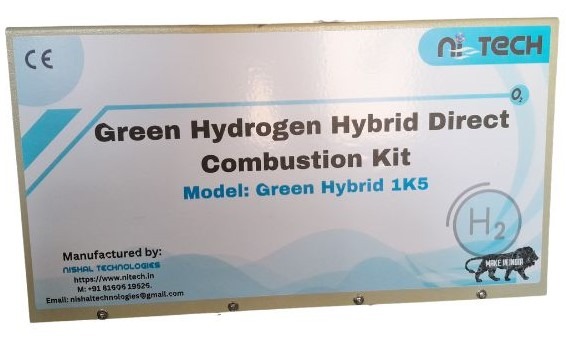 CE
ni TECH
O2
Green Hydrogen Hybrid Direct
Combustion Kit
Model: Green Hybrid 1K5
H2
Manufactured by:
NISHAL TECHNOLOGIES
https://www.nitech.in
M: +91 81606 19526.
Email: nishaltechnologies@gmail.com
MAKE IN INDIA